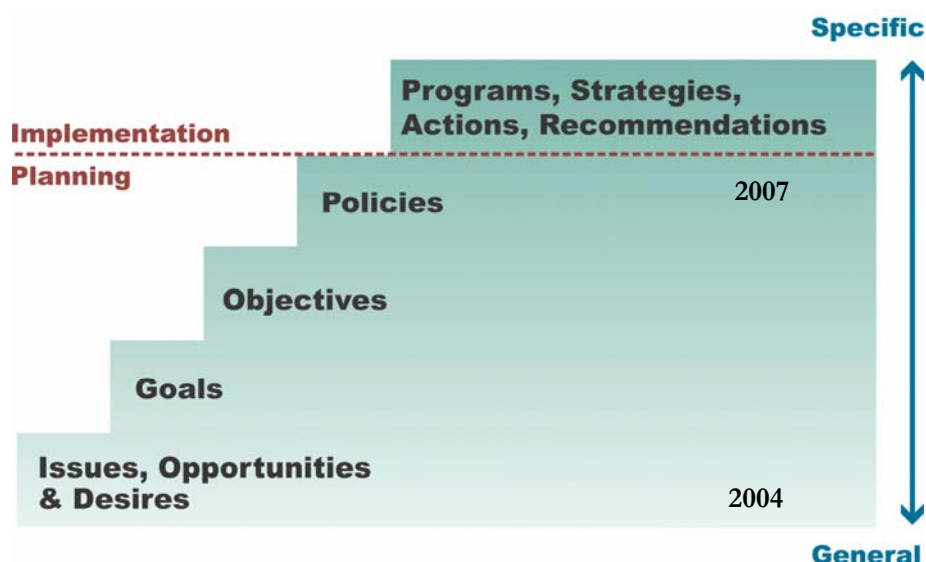 Specific
Programs, Strategies,
Actions, Recommendations
Implementation
Planning
Policies
2007
Objectives
Goals
Issues, Opportunities
& Desires
2004
General